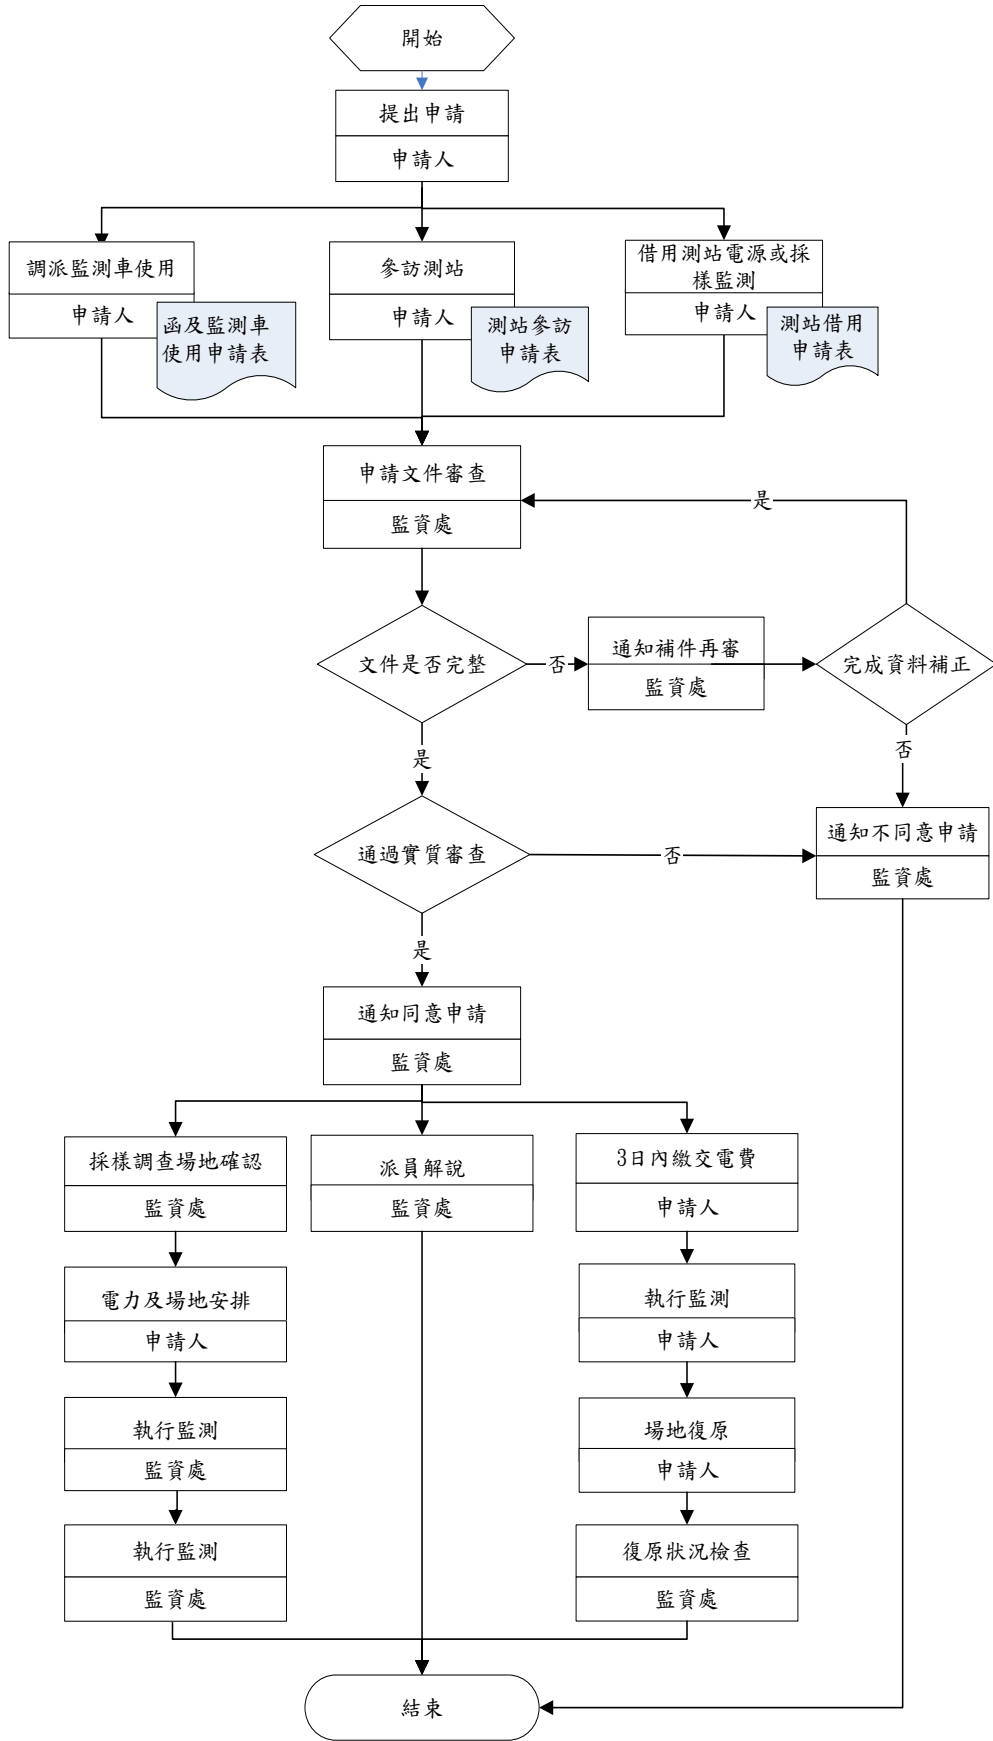 開始
提出申請
申請人
調派監測車使用
申請人
函及監測車
使用申請表
參訪測站
申請人
測站參訪
申請表
借用測站電源或採
樣監測
申請人
測站借用
申請表
申請文件審查
監資處
是
文件是否完整
否
通知補件再審
監資處
完成資料補正
是
否
通過實質審查
否
通知不同意申請
監資處
是
通知同意申請
監資處
採樣調查場地確認
監資處
派員解說
監資處
3日內繳交電費
申請人
電力及場地安排
申請人
執行監測
申請人
執行監測
監資處
場地復原
申請人
執行監測
監資處
復原狀況檢查
監資處
結束